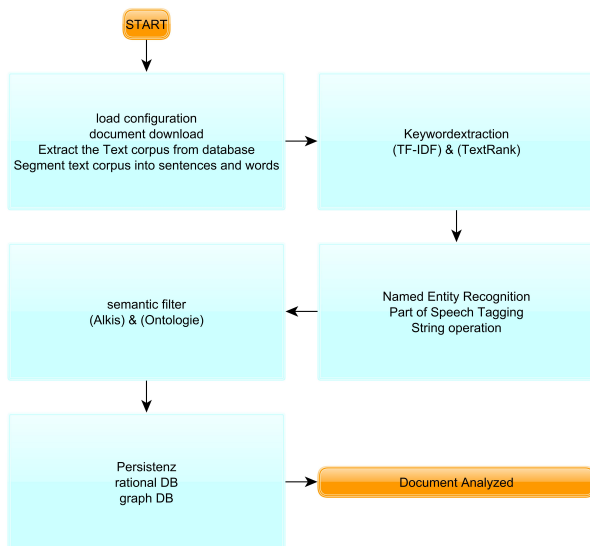 START
load configuration
document download
Extract the Text corpus from database
Segment text corpus into sentences and words
Keywordextraction
(TF-IDF) & (TextRank)
Named Entity Recognition
Part of Speech Tagging
String operation
semantic filter
(Alkis) & (Ontologie)
Persistenz
rational DB
graph DB
Document Analyzed